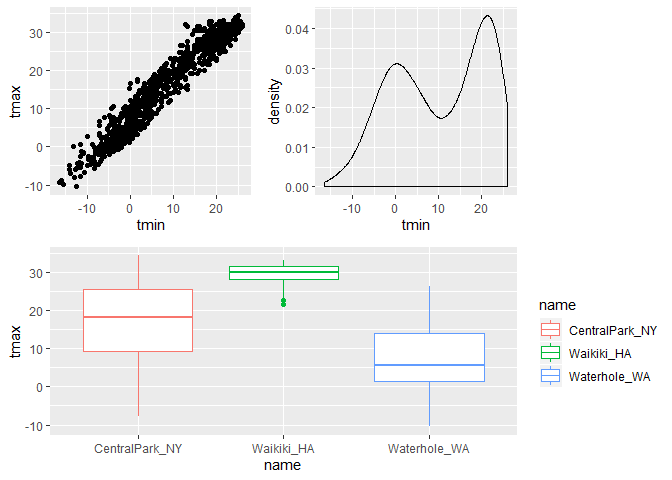 tmax
30
20
10
0
-10
-10
0
10
20
tmin
density
0.04
0.03
0.02
0.01
0.00
-10
0
10
20
tmin
tmax
30
20
10
0
-10
CentralPark_NY
Waikiki_HA
Waterhole_WA
name
name
CentralPark_NY
Waikiki_HA
Waterhole_WA